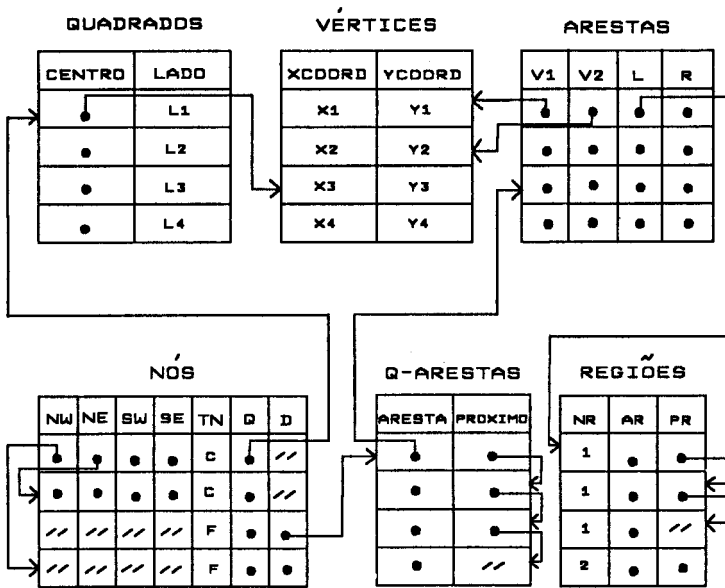 QUADRADOS VÉRTICES ARESTAS
CENTRO LADO XCOORD YCOORD V1 V2 L R
L1 X1 Y1
L2 X2 Y2
L3 X3 Y3
L4 X4 Y4
NÓS Q-ARESTAS REGIÕES
NW NE SW SE TN Q D ARESTA PROXIMO NR AR PR
C // 1
C // 1
// // // // F 1 //
// // // // F // 2